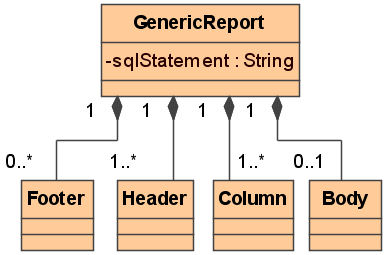 GenericReport
-sqlStatement : String
1 1 1 1
0..* 1..* 1..* 0..1
Footer Header Column Body